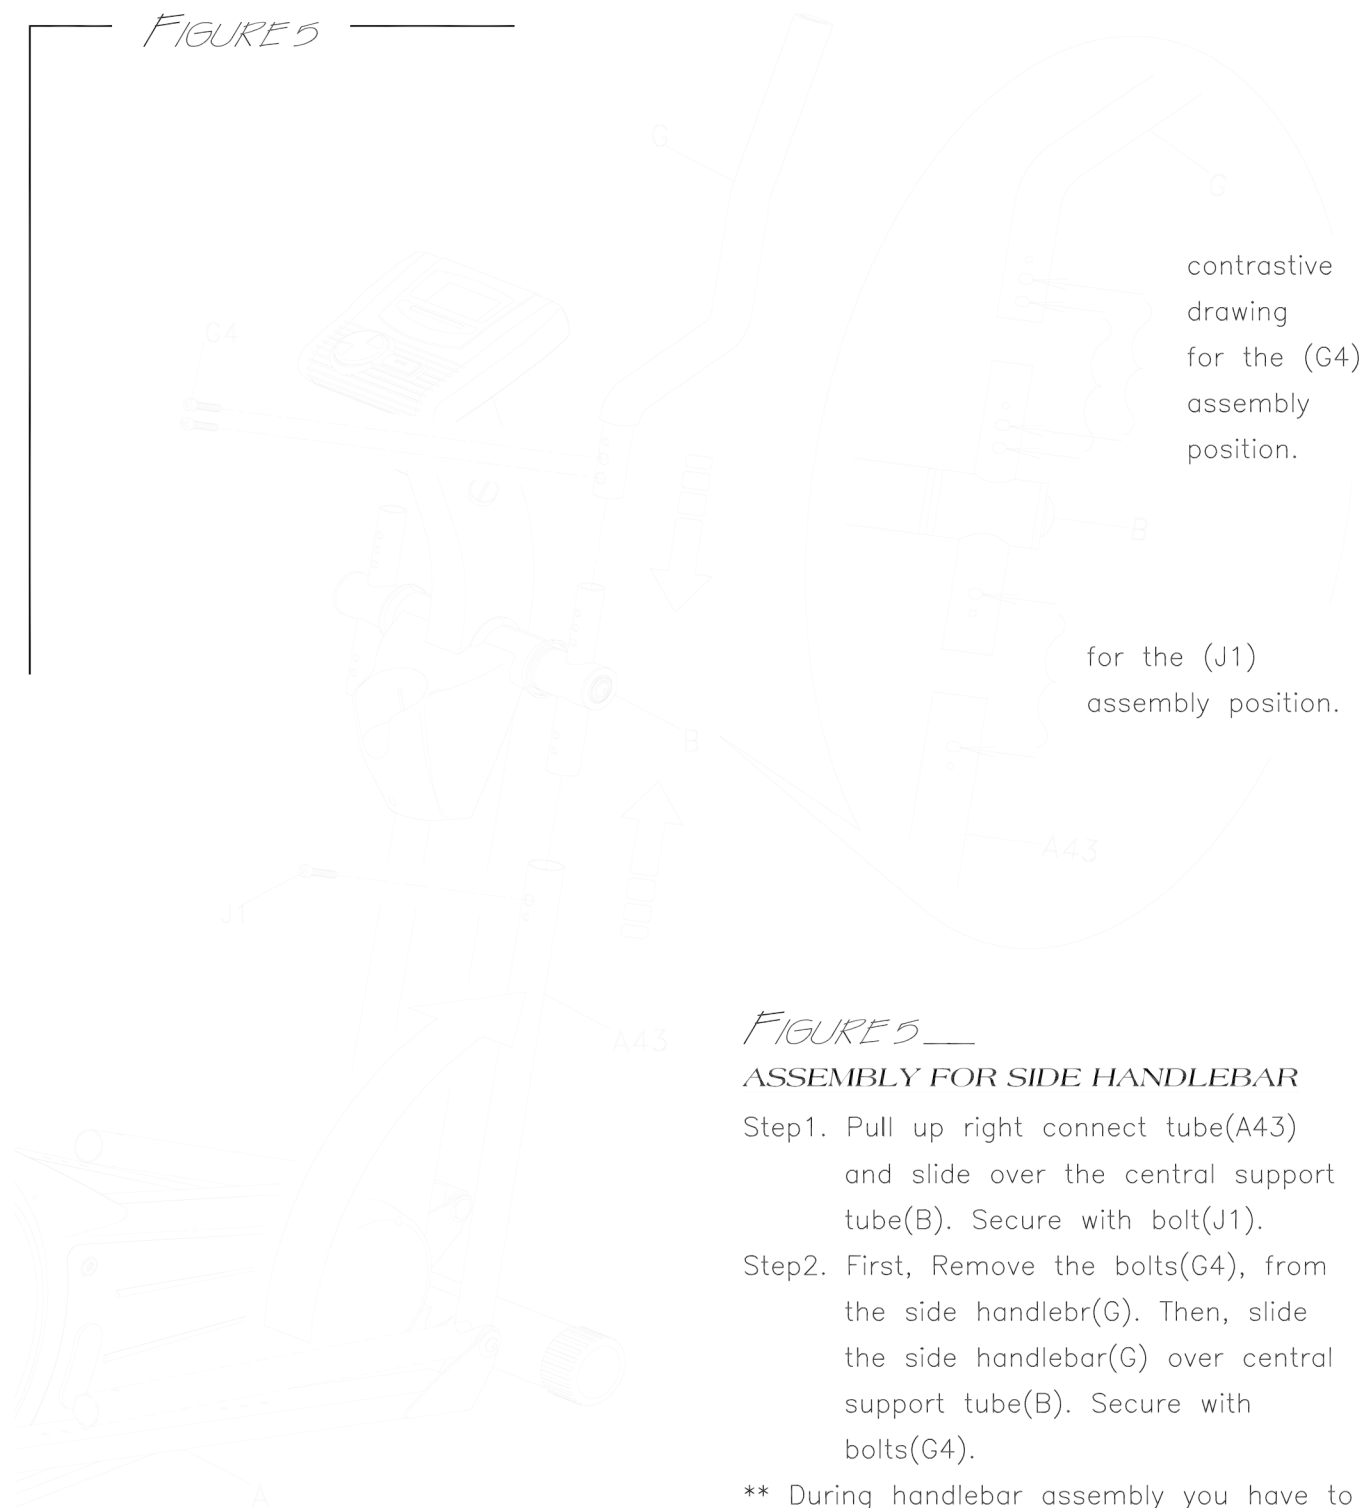 FIGURE 5
G
G
contrastive
drawing
for the (G4)
assembly
position.
G4
B
for the (J1)
assembly position.
B
A43
J1
A43
FIGURE 5
ASSEMBLY FOR SIDE HANDLEBAR
Step1. Pull up right connect tube(A43)
and slide over the central support
tube(B). Secure with bolt(J1).
Step2. First, Remove the bolts(G4), from
the side handlebr(G). Then, slide
the side handlebar(G) over central
support tube(B). Secure with
bolts(G4).
** During handlebar assembly you have to
A